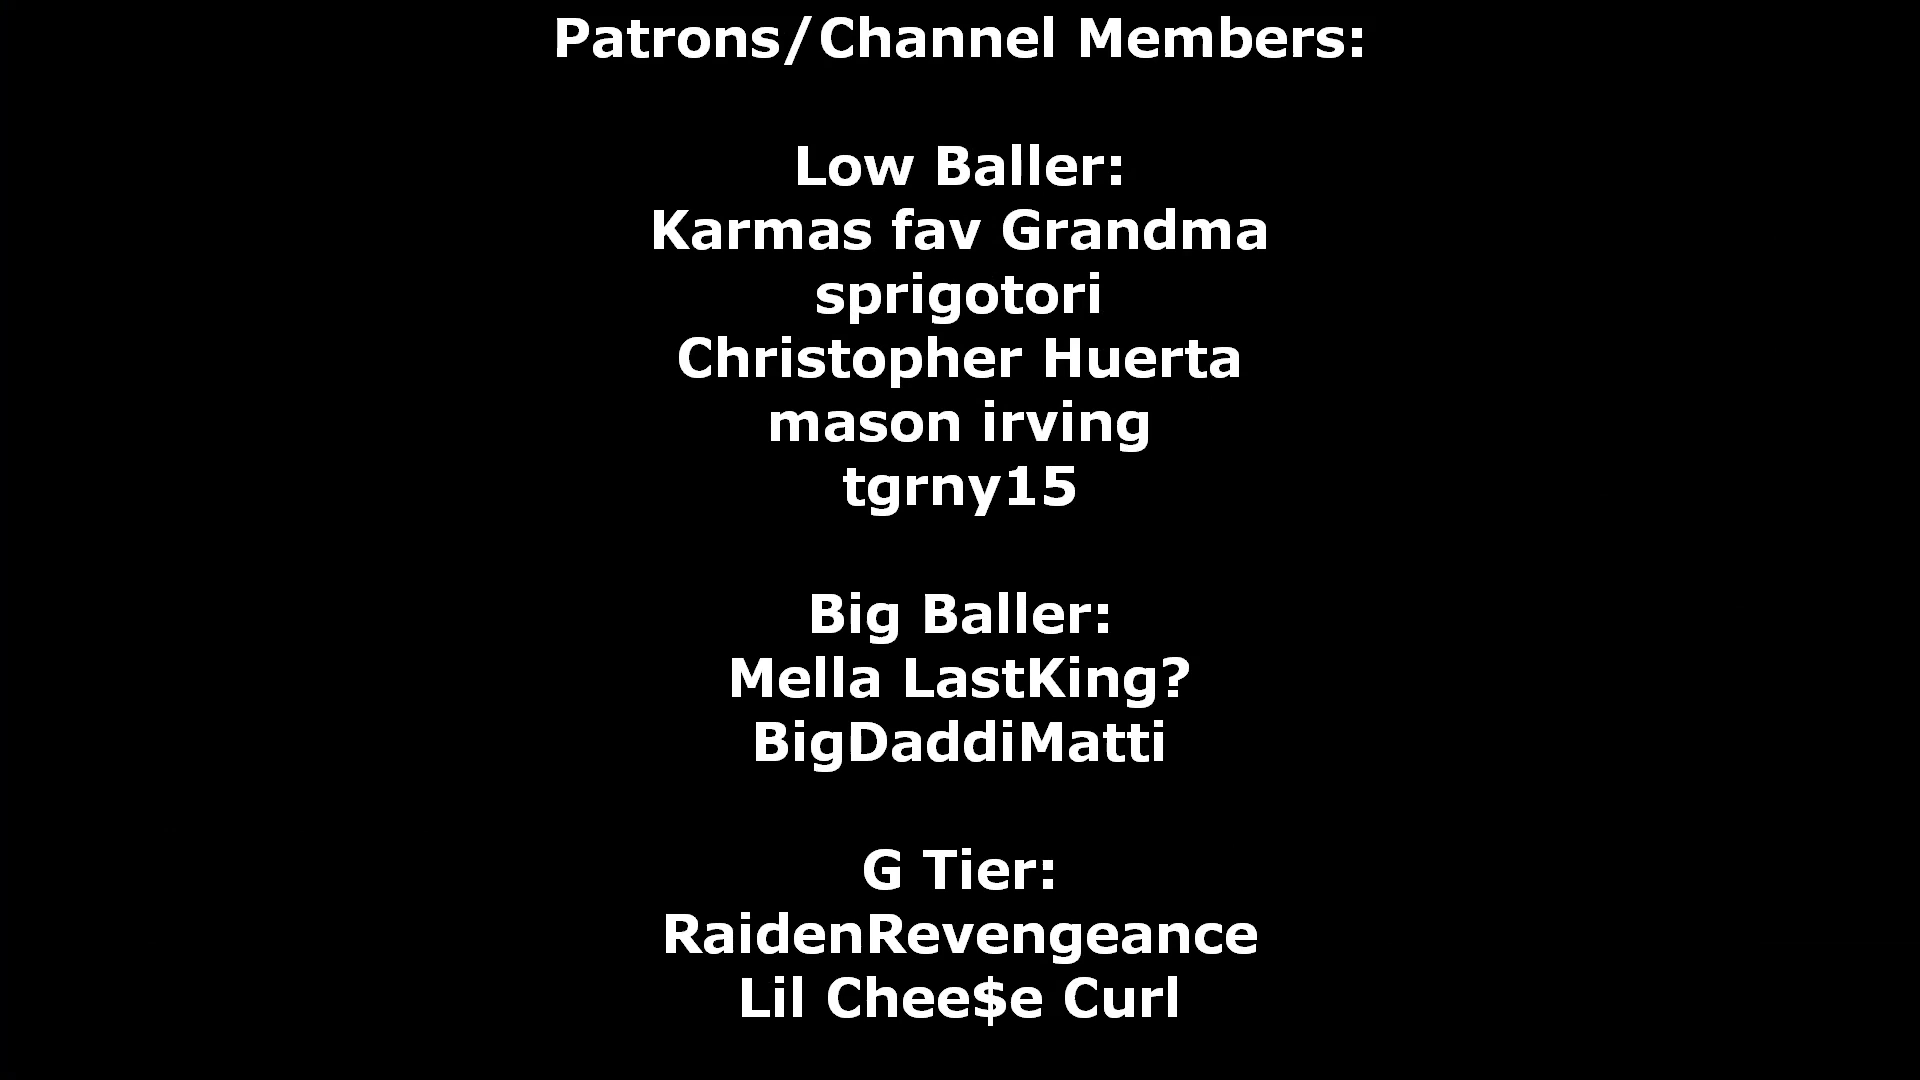 Patrons/Channel Members:
Low Baller:
Karmas fav Grandma
sprigotori
Christopher Huerta
mason irving
tgrny15
Big Baller:
Mella LastKing?
BigDaddiMatti
G Tier:
RaidenRevengeance
Lil Chee$e Curl